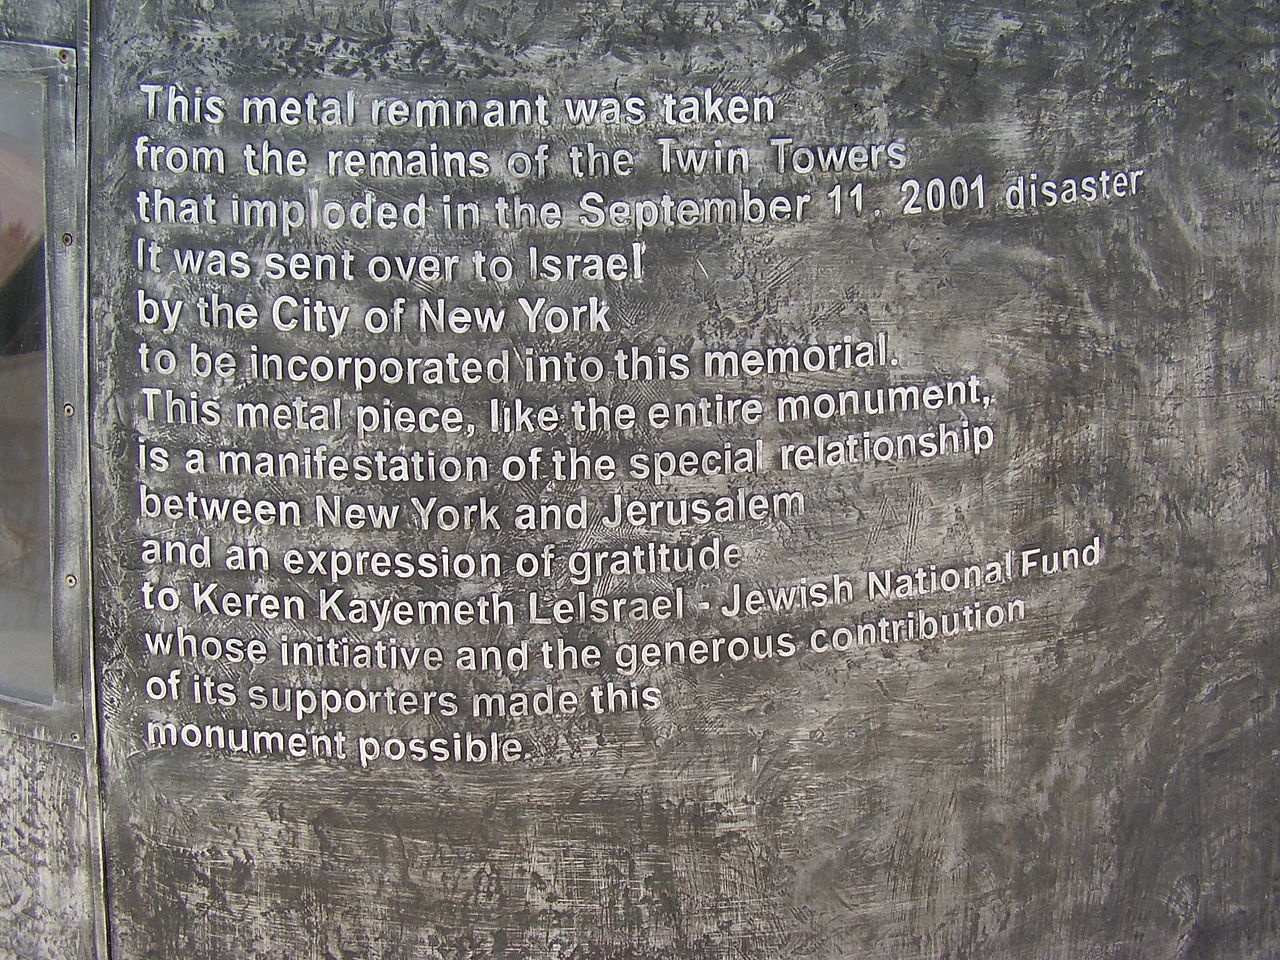 This metal remnant was taken
from the remains of the Twin Towers
that imploded in the September 11, 2001 disaster
It was sent over to Israel
by the City of New York
to be incorporated into this memorial.
This metal piece, like the entire monument,
is a manifestation of the special relationship
between New York and Jerusalem
and an expression of gratitude
to Keren Kayemeth LeIsrael - Jewish National Fund
whose initiative and the generous contribution
of its supporters made this
monument possible.